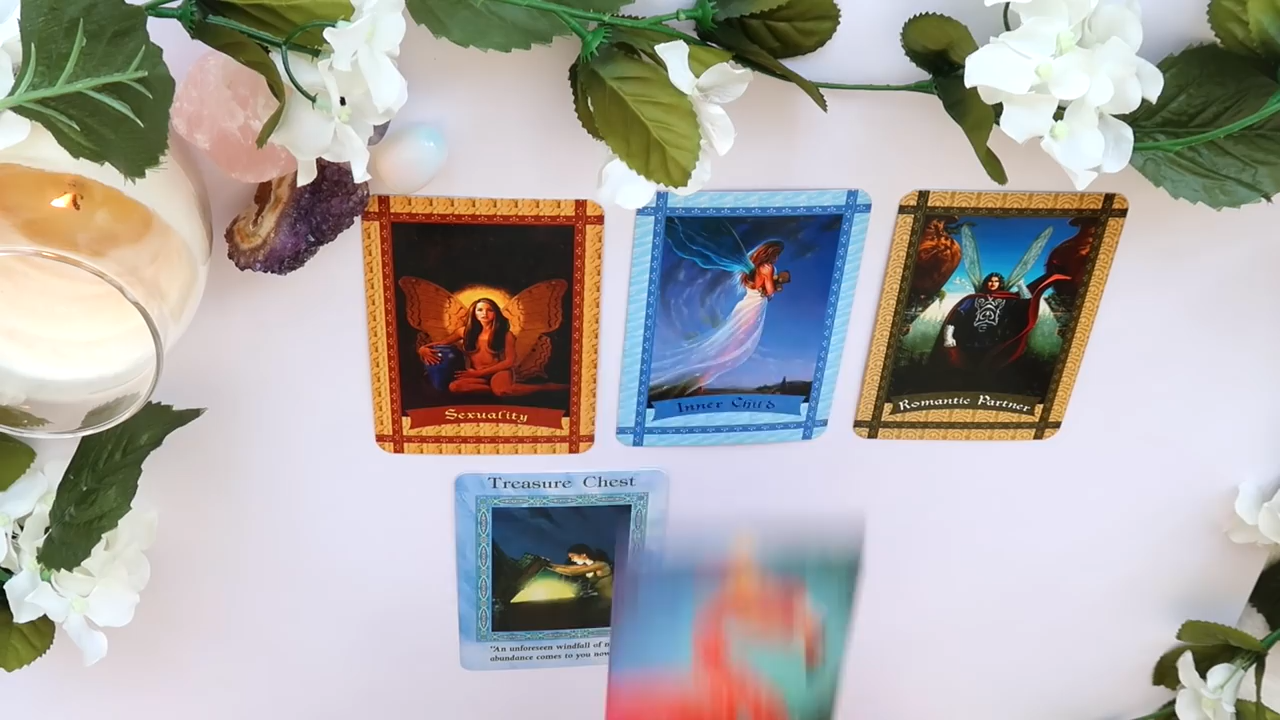 Sexuality
Inner Child
Romantic Partner
Treasure Chest
"An unforeseen windfall of
abundance comes to you now